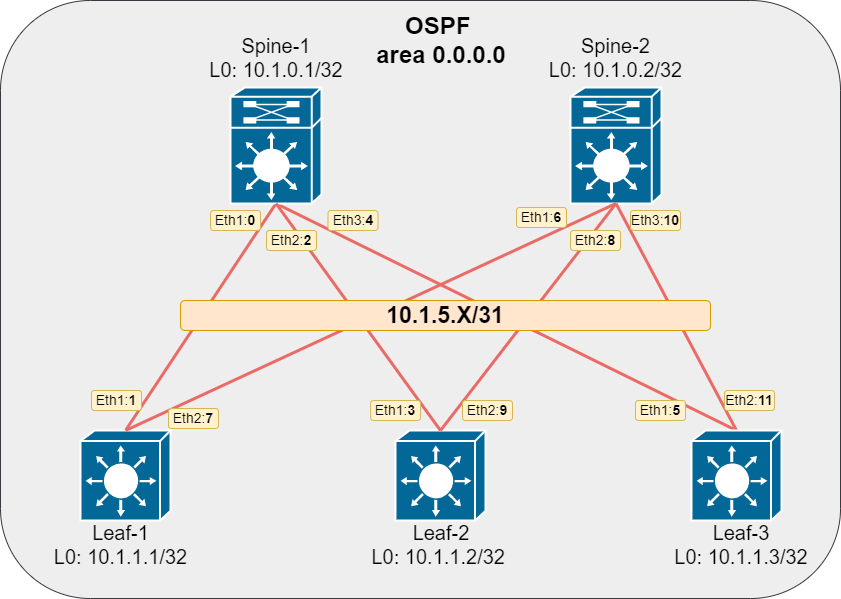 OSPF
area 0.0.0.0
Spine-1
L0: 10.1.0.1/32
Spine-2
L0: 10.1.0.2/32
Eth1:0
Eth2:2
Eth3:4
Eth1:6
Eth2:8
Eth3:10
10.1.5.X/31
Eth1:1
Eth2:7
Eth1:3
Eth2:9
Eth1:5
Eth2:11
Leaf-1
L0: 10.1.1.1/32
Leaf-2
L0: 10.1.1.2/32
Leaf-3
L0: 10.1.1.3/32